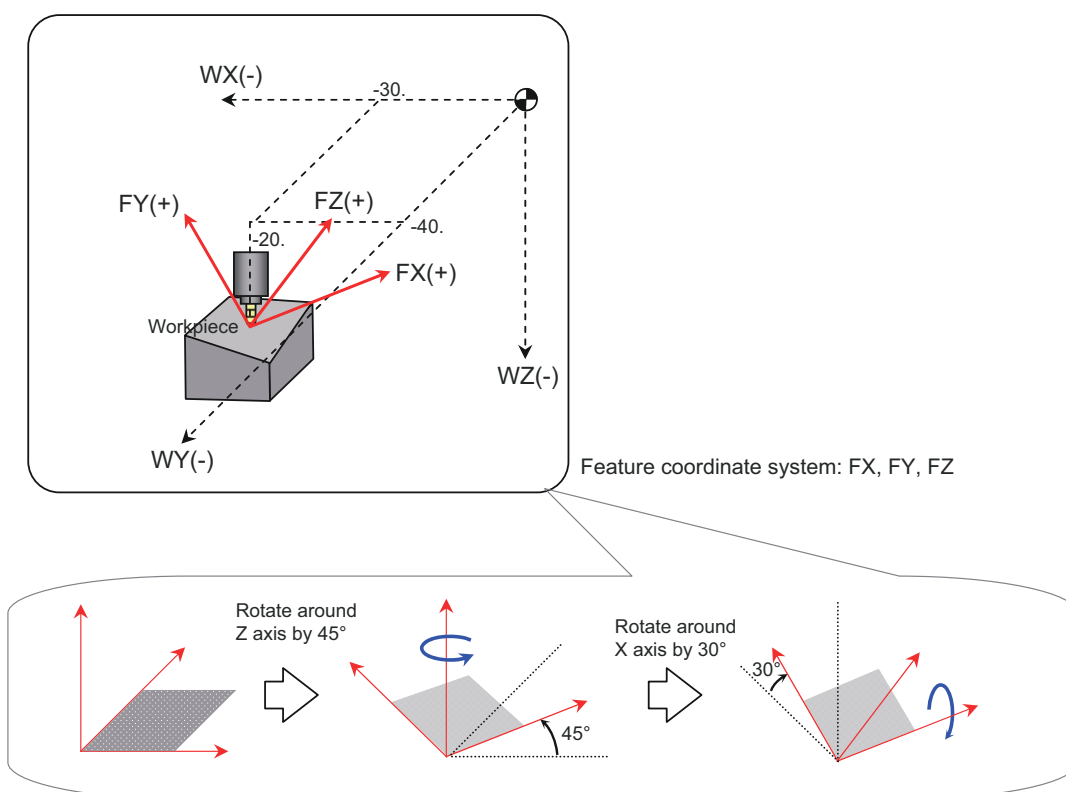 WX(-)
-30.
FY(+)
FZ(+)
-20.
-40.
FX(+)
Workpiece
WZ(-)
WY(-)
Feature coordinate system: FX, FY, FZ
Rotate around
Z axis by 45°
45°
Rotate around
X axis by 30°
30°